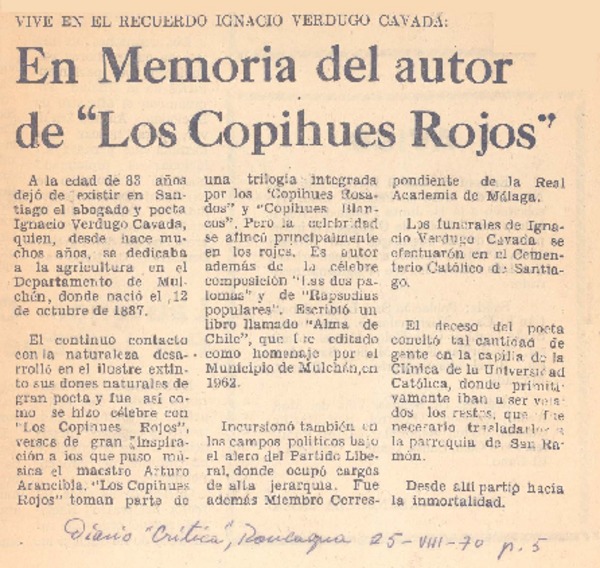 VIVE EN EL RECUERDO IGNACIO VERDUGO CAVADA:
En Memoria del autor
de "Los Copihues Rojos"
A la edad de 83 años
dejó de existir en San-
tiago el abogado y poeta
Ignacio Verdugo Cavada,
quien, desde hace mu-
chos años, se dedicaba
a la agricultura en el
Departamento de Mul-
chén, donde nació el 12
de octubre de 1887.
El continuo contacto
con la naturaleza desa-
rrolló en el ilustre extin-
to sus dones naturales de
gran poeta y fue así co-
mo se hizo célebre con
"Los Copihues Rojos",
versos de gran inspira-
ción a los que puso mú-
sica el maestro Arturo
Arancibia. "Los Copihues
Rojos" toman parte de
una trilogía integrada
por los "Copihues Rosa-
dos" y "Copihues Blan-
cos". Pero la celebridad
se afincó principalmente
en los rojos. Es autor
además de la célebre
composición "Las dos pa-
lomas" y de "Rapsodias
populares". Escribió un
libro llamado "Alma de
Chile", que fue editado
como homenaje por el
Municipio de Mulchén, en
1962.
Incursionó también en
los campos políticos bajo
el alero del Partido Libe-
ral, donde ocupó cargos
de alta jerarquía. Fue
además Miembro Corres-
pondiente de la Real
Academia de Málaga.
Los funerales de Igna-
cio Verdugo Cavada se
efectuarón en el Cemen-
terio Católico de Santia-
go.
El deceso del poeta
concitó tal cantidad de
gente en la capilla de la
Clínica de la Universidad
Católica, donde primiti-
vamente iban a ser vela-
dos los restos, que fue
necesario trasladarlos a
la parroquia de San Ra-
món.
Desde allí partió hacia
la inmortalidad.
Diario "Crítica", Rancagua 25-VIII-70 p. 5